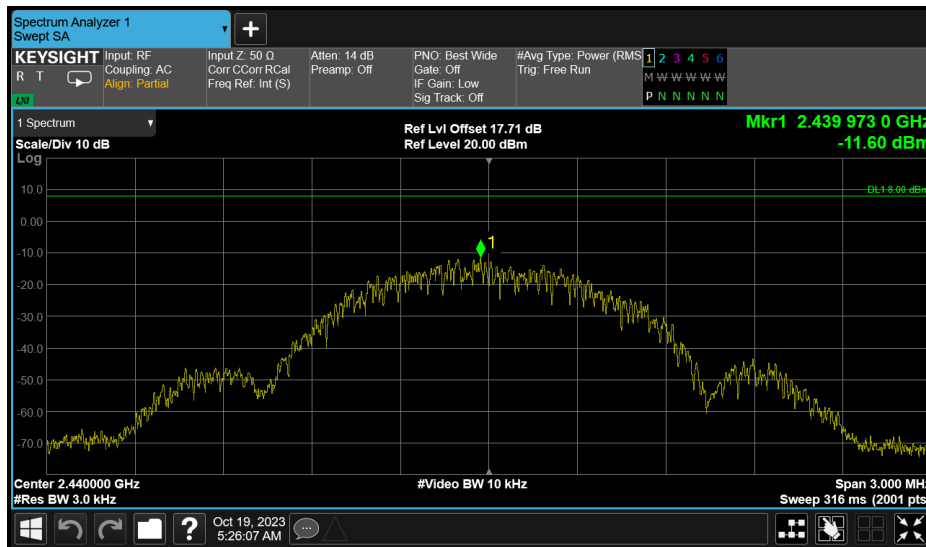 Spectrum Analyzer 1
Swept SA
KEYSIGHT
R T
LXI
Input: RF
Coupling: AC
Align: Partial
Input Z: 50 Ω
Corr CCorr RCal
Freq Ref: Int (S)
Atten: 14 dB
Preamp: Off
PNO: Best Wide
Gate: Off
IF Gain: Low
Sig Track: Off
#Avg Type: Power (RMS
Trig: Free Run
1 2 3 4 5 6
M W W W W W
P N N N N N
1 Spectrum
Scale/Div 10 dB
Log
Ref Lvl Offset 17.71 dB
Ref Level 20.00 dBm
Mkr1 2.439 973 0 GHz
-11.60 dBm
10.0
DL1 8.00 dBm
0.00
1
-10.0
-20.0
-30.0
-40.0
-50.0
-60.0
-70.0
Center 2.440000 GHz
#Res BW 3.0 kHz
#Video BW 10 kHz
Span 3.000 MHz
Sweep 316 ms (2001 pts
?
Oct 19, 2023
5:26:07 AM